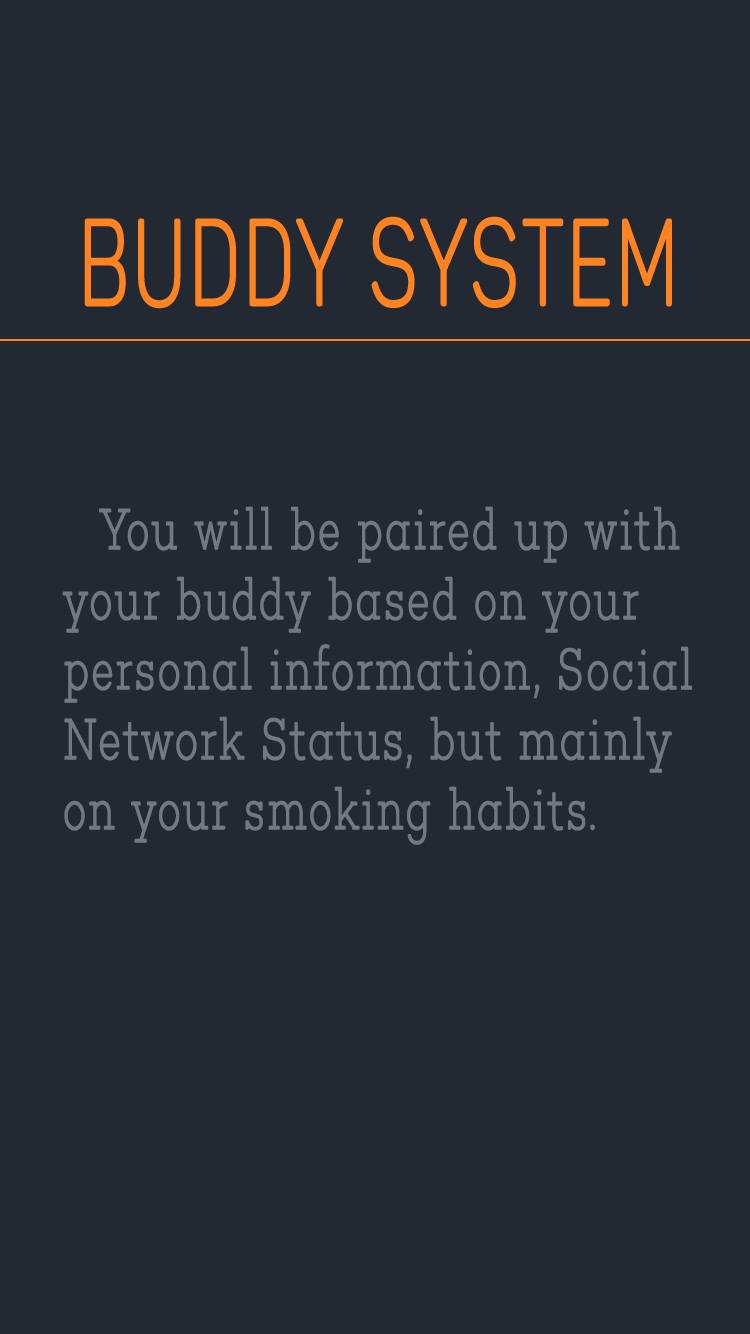 BUDDY SYSTEM
You will be paired up with
your buddy based on your
personal information, Social
Network Status, but mainly
on your smoking habits.